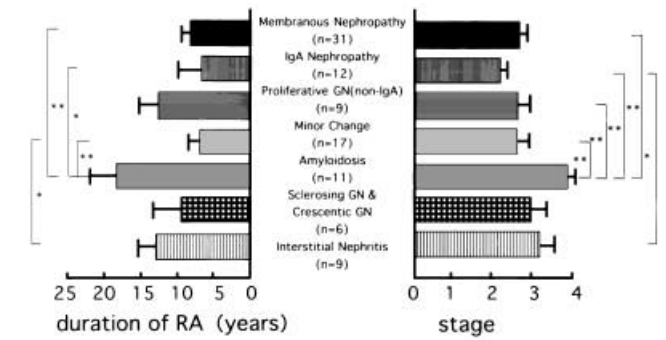 Membranous Nephropathy
(n=31)
IgA Nephropathy
(n=12)
Proliferative GN(non-IgA)
(n=9)
Minor Change
(n=17)
Amyloidosis
(n=11)
Sclerosing GN &
Crescentic GN
(n=6)
Interstitial Nephritis
(n=9)
** * ** *
** ** ** ** *
25 20 15 10 5 0
0 1 2 3 4
duration of RA (years)
stage